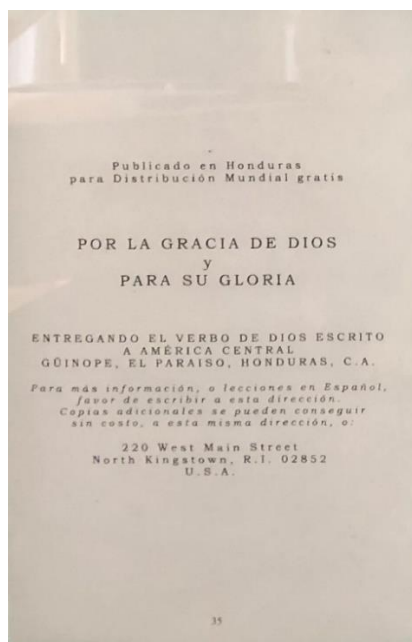 Publicado en Honduras
para Distribución Mundial gratis
POR LA GRACIA DE DIOS
y
PARA SU GLORIA
ENTREGANDO EL VERBO DE DIOS ESCRITO
A AMÉRICA CENTRAL
GÜINOPE, EL PARAISO, HONDURAS, C.A.
Para más información, o lecciones en Español,
favor de escribir a esta dirección.
Copias adicionales se pueden conseguir
sin costo, a esta misma dirección, o:
220 West Main Street
North Kingstown, R.I. 02852
U.S.A.
35